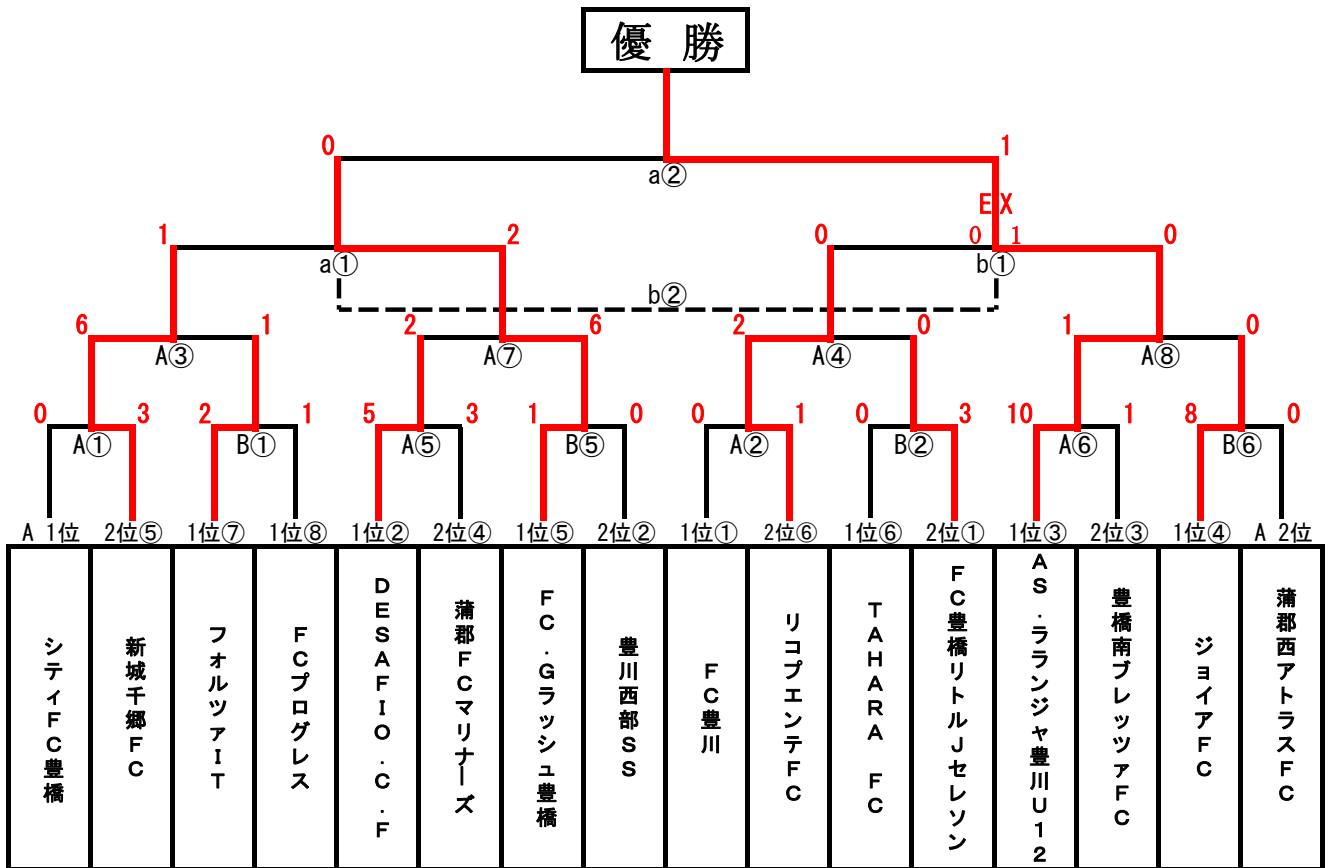 優 勝
0 1
a②
EX
1 2 0 0 1 0
a① b①
b②
6 1 2 6 2 0 1 0
A③ A⑦ A④ A⑧
0 3 2 1 5 3 1 0 0 1 0 3 10 1 8 0
A① B① A⑤ B⑤ A② B② A⑥ B⑥
A 1位 2位⑤ 1位⑦ 1位⑧ 1位② 2位④ 1位⑤ 2位② 1位① 2位⑥ 1位⑥ 2位① 1位③ 2位③ 1位④ A 2位
シティFC豊橋
新城千郷FC
フォルツァIT
FCプログレス
DESAFIO.C.F
蒲郡FCマリナーズ
FC.Gラッシュ豊橋
豊川西部SS
FC豊川
リコプエンテFC
TAHARA FC
FC豊橋リトルJセレソン
AS.ラランジャ豊川U12
豊橋南ブレッツァFC
ジョイアFC
蒲郡西アトラスFC